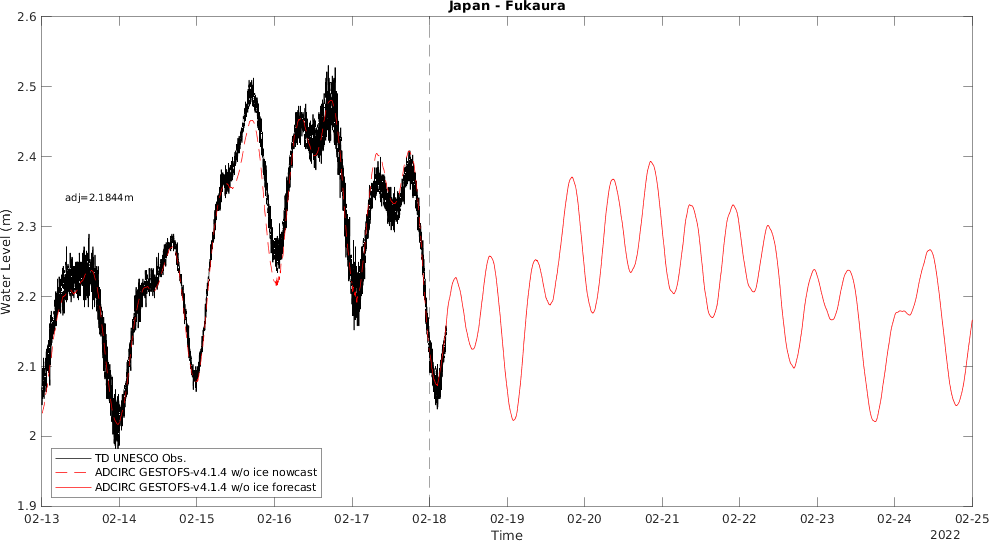 Japan - Fukaura
2.6
2.5
2.4
2.3
2.2
2.1
2
1.9
Water Level (m)
adj=2.1844m
TD UNESCO Obs.
ADCIRC GESTOFS-v4.1.4 w/o ice nowcast
ADCIRC GESTOFS-v4.1.4 w/o ice forecast
02-13 02-14 02-15 02-16 02-17 02-18 02-19 02-20 02-21 02-22 02-23 02-24 02-25
Time
2022